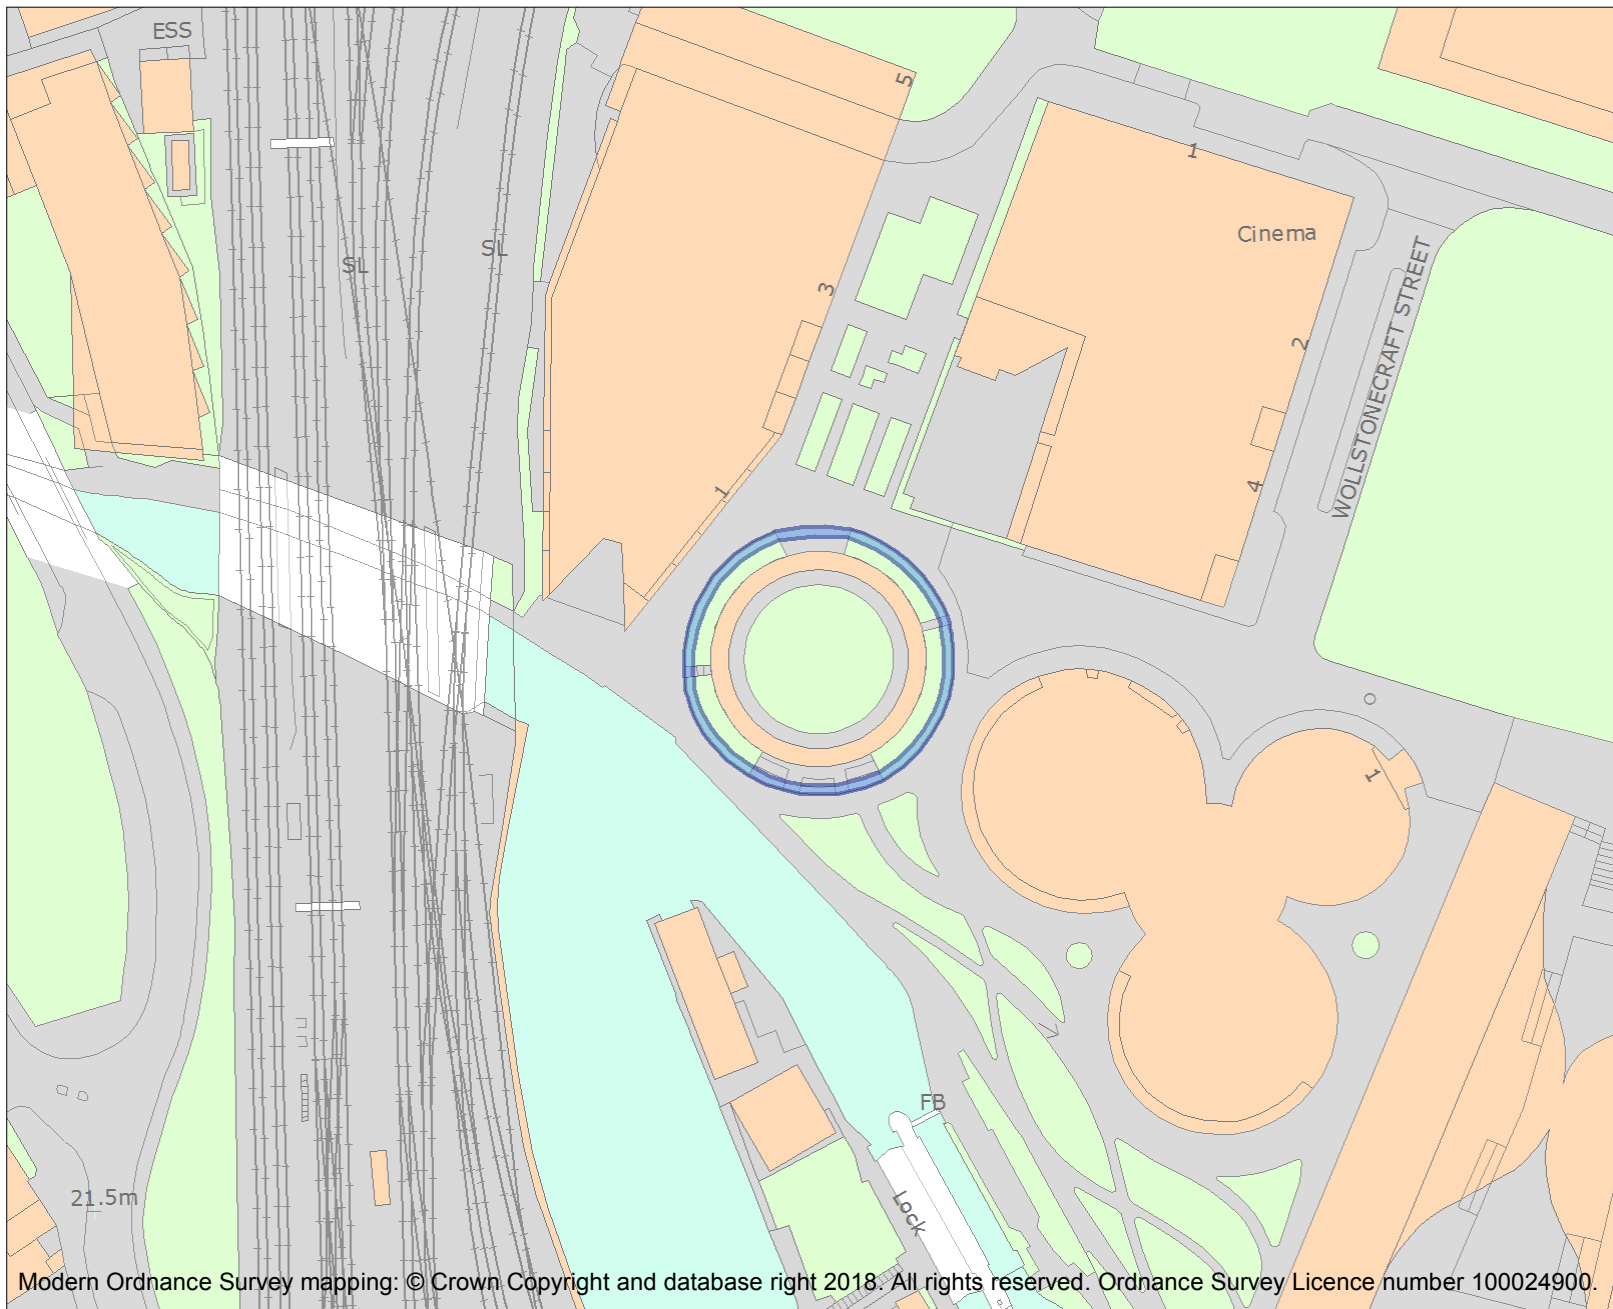 ESS
5
1
Cinema
SL
SL
3
2
WOLLSTONECRAFT STREET
1
4
1
FB
Lock
21.5m
Modern Ordnance Survey mapping: © Crown Copyright and database right 2018. All rights reserved. Ordnance Survey Licence number 100024900.